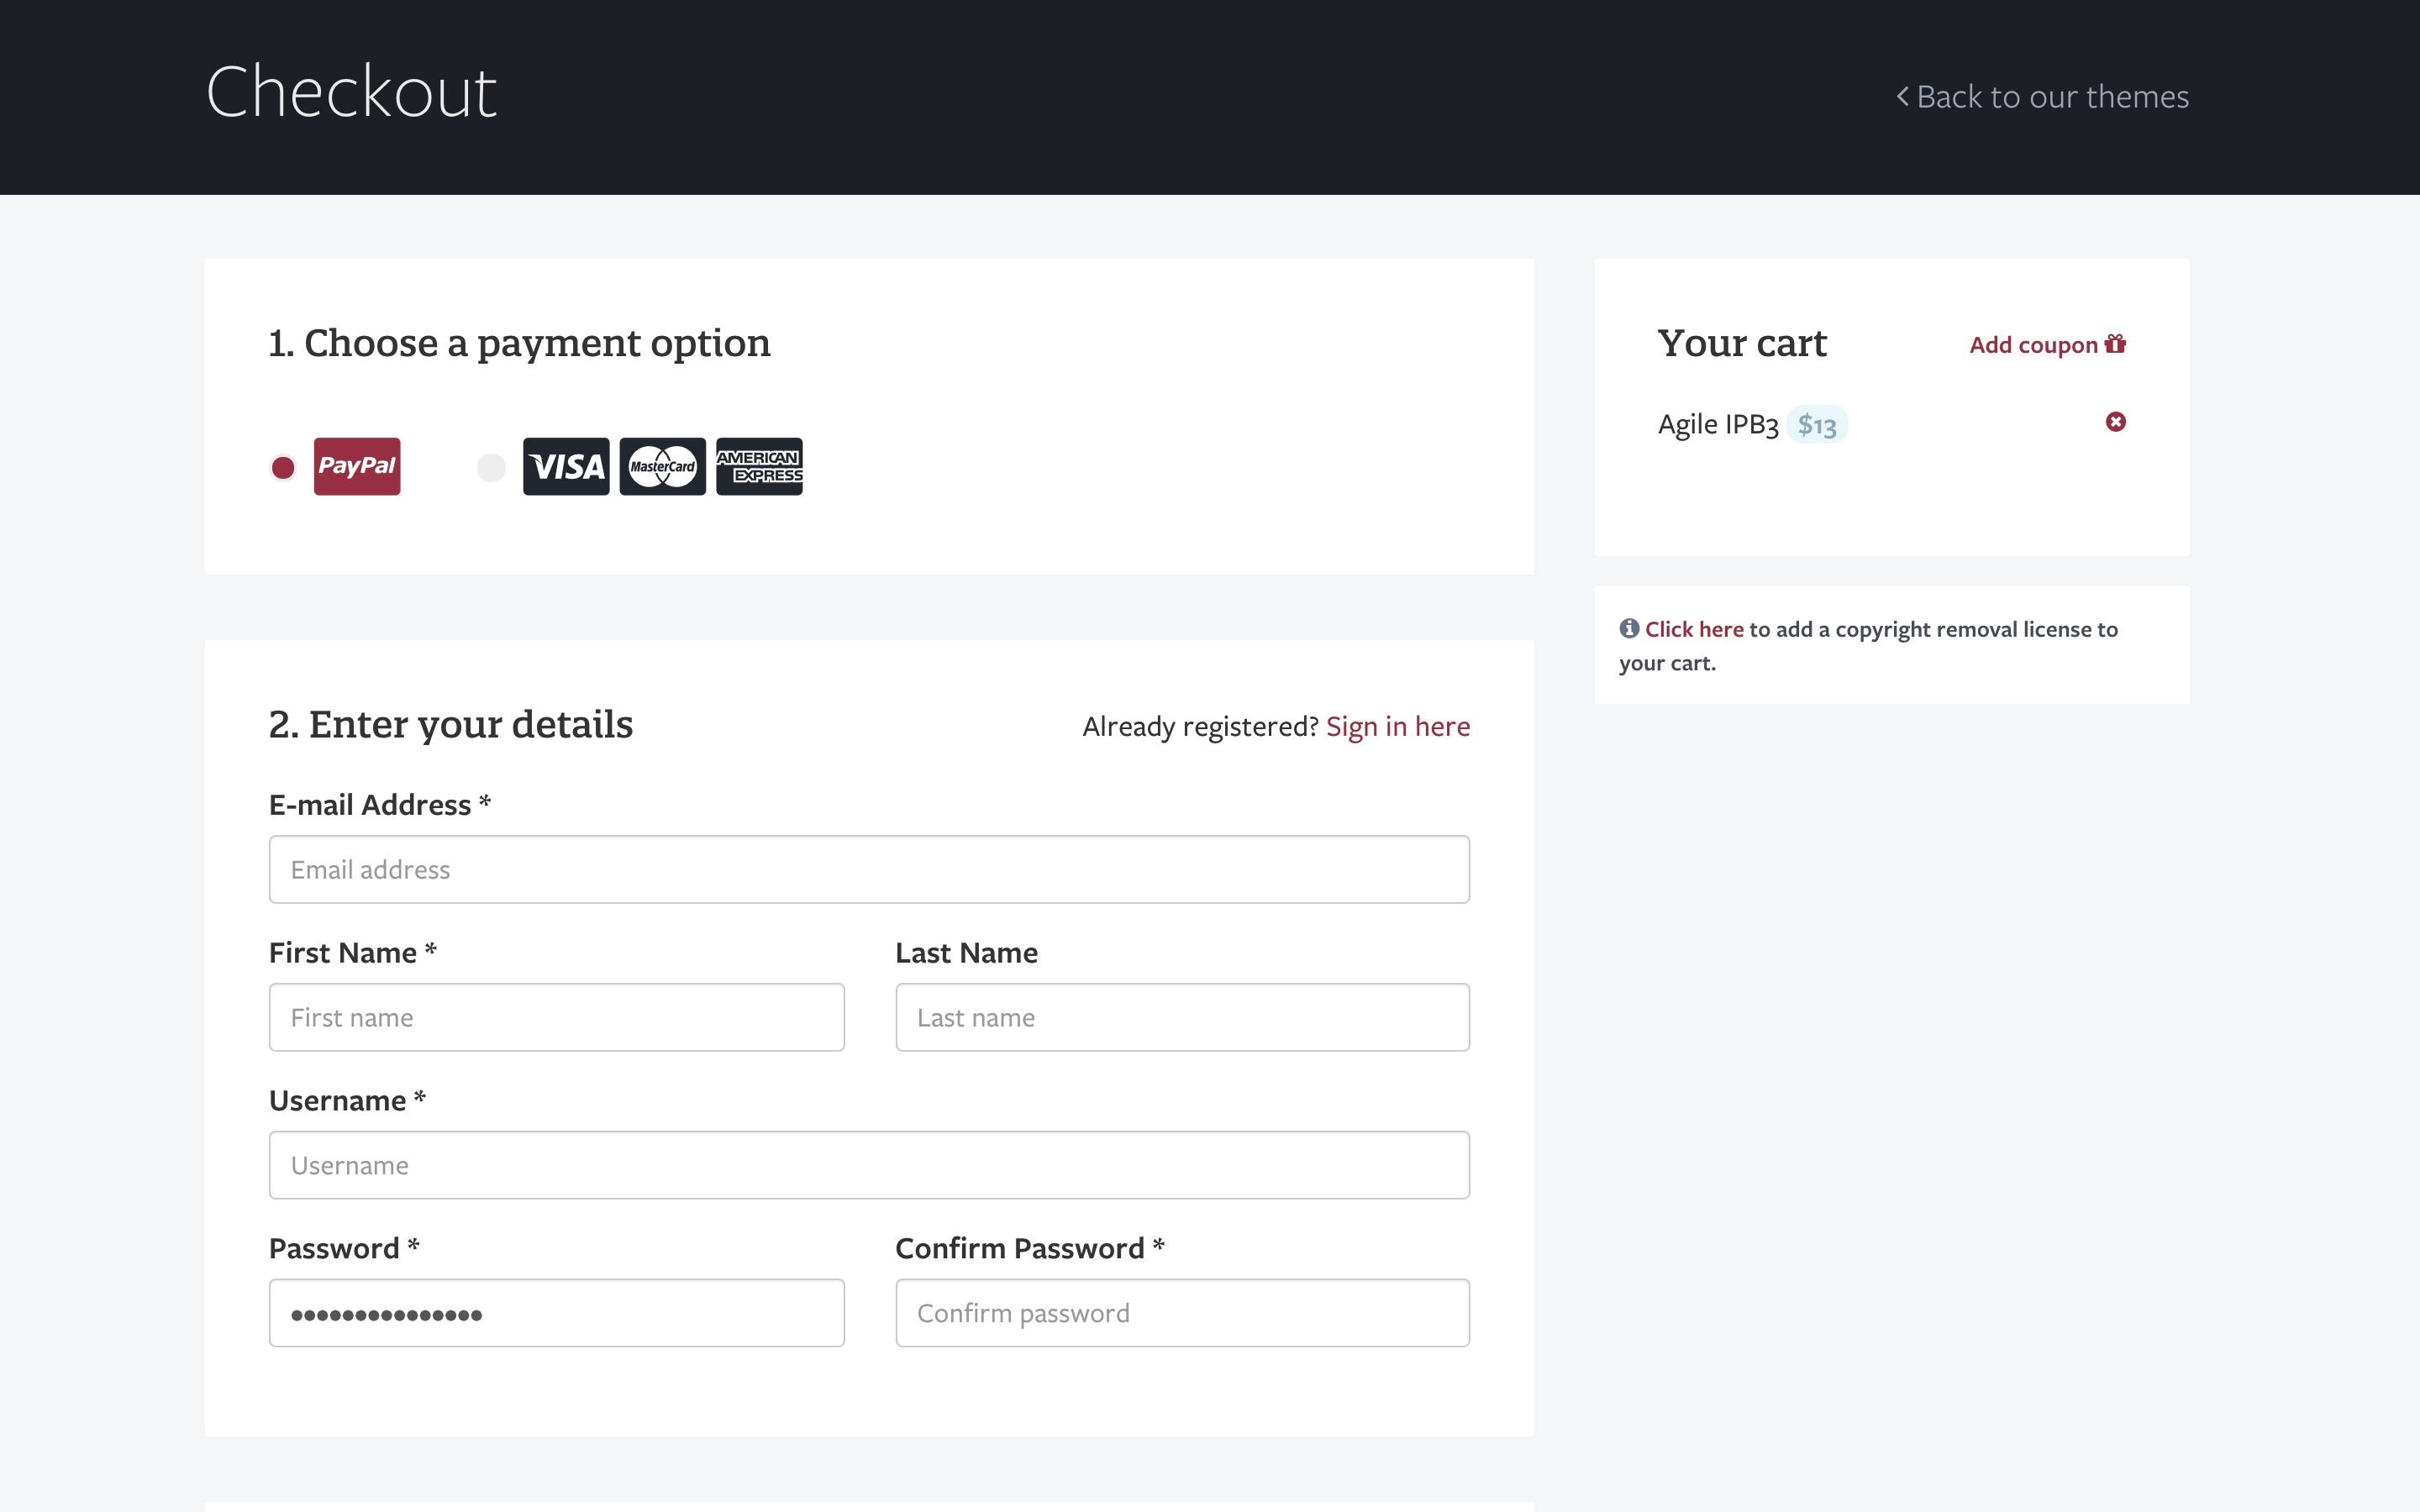 Checkout
Back to our themes
1. Choose a payment option
PayPal VISA MasterCard AMERICAN EXPRESS
Your cart
Add coupon
Agile IPB3 $13
Click here to add a copyright removal license to
your cart.
2. Enter your details
Already registered? Sign in here
E-mail Address *
Email address
First Name *
Last Name
First name
Last name
Username *
Username
Password *
Confirm Password *
••••••••••••••• 
Confirm password